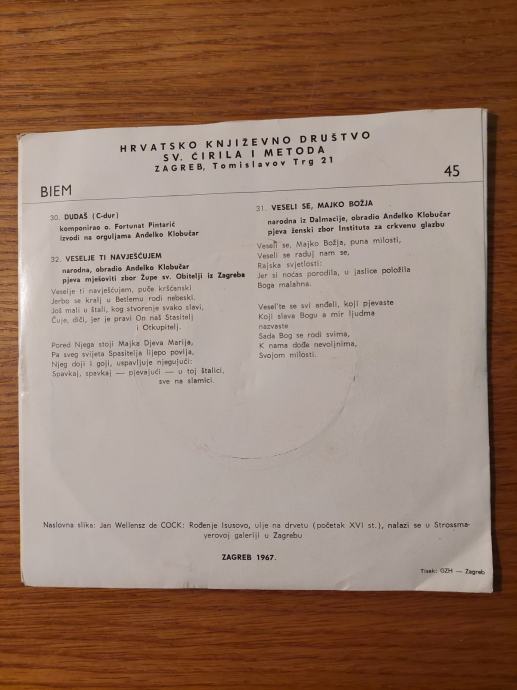 HRVATSKO KNJIŽEVNO DRUŠTVO
SV. ĆIRILA I METODA
ZAGREB, Tomislavov Trg 21
BIEM
45
30. DUDAŠ (C-dur)
komponirao o. Fortunat Pintarić
izvodi na orguljama Anđelko Klobučar
32. VESELJE TI NAVJEŠĆUJEM
narodna, obradio Anđelko Klobučar
pjeva mješoviti zbor Župe sv. Obitelji iz Zagreba
Veselje ti navješćujem, puče kršćanski
Jerbo se kralj u Betlemu rodi nebeski.
Još mali u štali, kog stvorenje svako slavi,
Čuje, diči, jer je pravi On naš Stasitelj
i Otkupitelj.
Pored Njega stoji Majka Djeva Marija,
Pa sveg svijeta Spasitelja lijepo povija,
Njeg doji i goji, uspavljuje njegujući:
Spavkaj, spavkaj — pjevajući — u toj štalici,
sve na slamici.
31. VESELI SE, MAJKO BOŽJA
narodna iz Dalmacije, obradio Anđelko Klobučar
pjeva ženski zbor Instituta za crkvenu glazbu
Veseli se, Majko Božja, puna milosti,
Veseli se raduj nam se,
Rajska svjetlosti:
Jer si noćas porodila, u jaslice položila
Boga malahna.
Vesel'te se svi anđeli, koji pjevaste
Koji slava Bogu a mir ljudma
nazvaste
Sada Bog se rodi svima,
K nama dođe nevoljnima,
Svojom milosti.
Naslovna slika: Jan Wellensz de COCK: Rođenje Isusovo, ulje na drvetu (početak XVI st.), nalazi se u Strossma-
yerovoj galeriji u Zagrebu
ZAGREB 1967.
Tisak: GZH — Zagreb